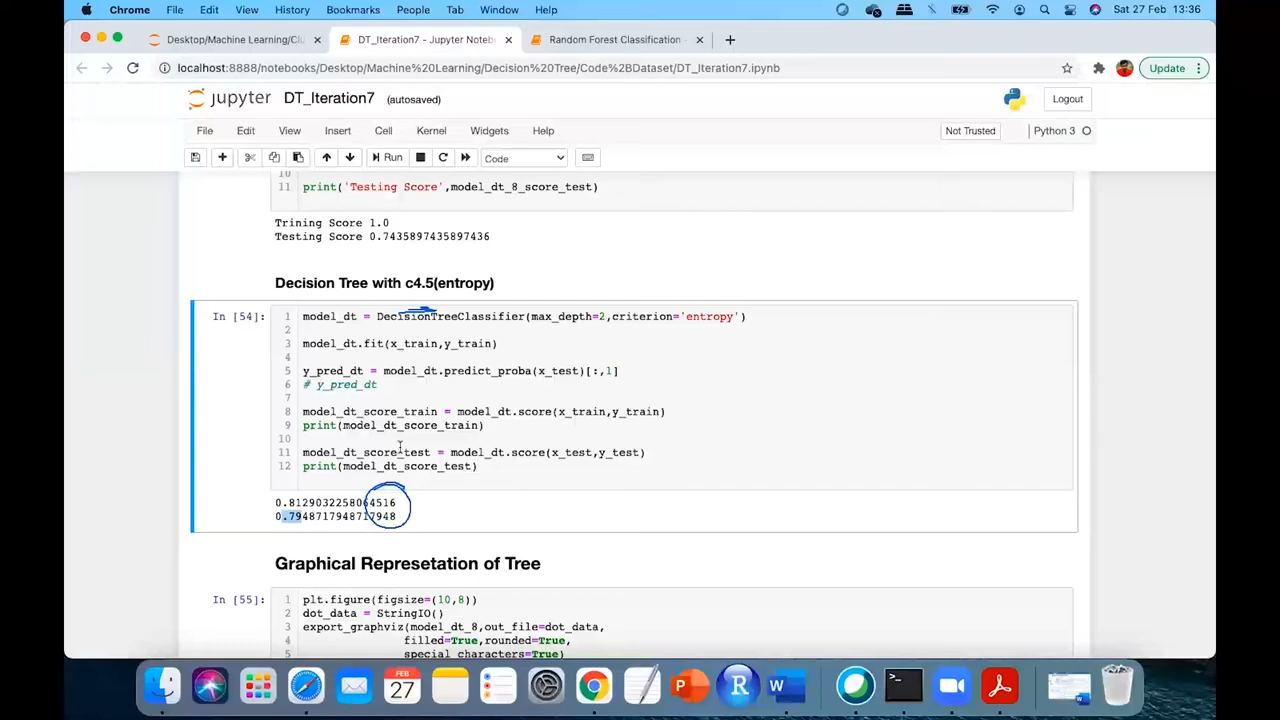 Chrome File Edit View History Bookmarks People Tab Window Help Sat 27 Feb 13:36
Desktop/Machine Learning/Clu DT_Iteration7 - Jupyter Noteb Random Forest Classification -
localhost:8888/notebooks/Desktop/Machine%20Learning/Decision%20Tree/Code%2BDataset/DT_Iteration7.ipynb Update
jupyter DT_Iteration7 (autosaved) Logout
File Edit View Insert Cell Kernel Widgets Help Not Trusted Python 3
Run Code
10
11 print('Testing Score',model_dt_8_score_test)
Trining Score 1.0
Testing Score 0.7435897435897436
Decision Tree with c4.5(entropy)
In [54]: 1 model_dt = DecisionTreeClassifier(max_depth=2,criterion='entropy')
2
3 model_dt.fit(x_train,y_train)
4
5 y_pred_dt = model_dt.predict_proba(x_test)[:,1]
6 # y_pred_dt
7
8 model_dt_score_train = model_dt.score(x_train,y_train)
9 print(model_dt_score_train)
10
11 model_dt_score_test = model_dt.score(x_test,y_test)
12 print(model_dt_score_test)
0.8129032258064516
0.7948717948717948
Graphical Represetation of Tree
In [55]: 1 plt.figure(figsize=(10,8))
2 dot_data = StringIO()
3 export_graphviz(model_dt_8,out_file=dot_data,
4 filled=True,rounded=True,
5 special_characters=True)
FEB
27